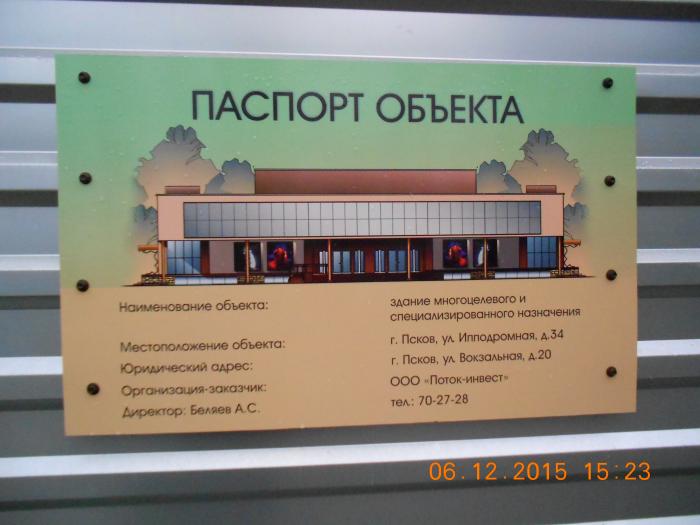 ПАСПОРТ ОБЪЕКТА
Наименование объекта: здание многоцелевого и
специализированного назначения
Местоположение объекта: г. Псков, ул. Ипподромная, д.34
Юридический адрес: г. Псков, ул. Вокзальная, д.20
Организация-заказчик: ООО «Поток-инвест»
Директор: Беляев А.С. тел.: 70-27-28
06.12.2015 15:23